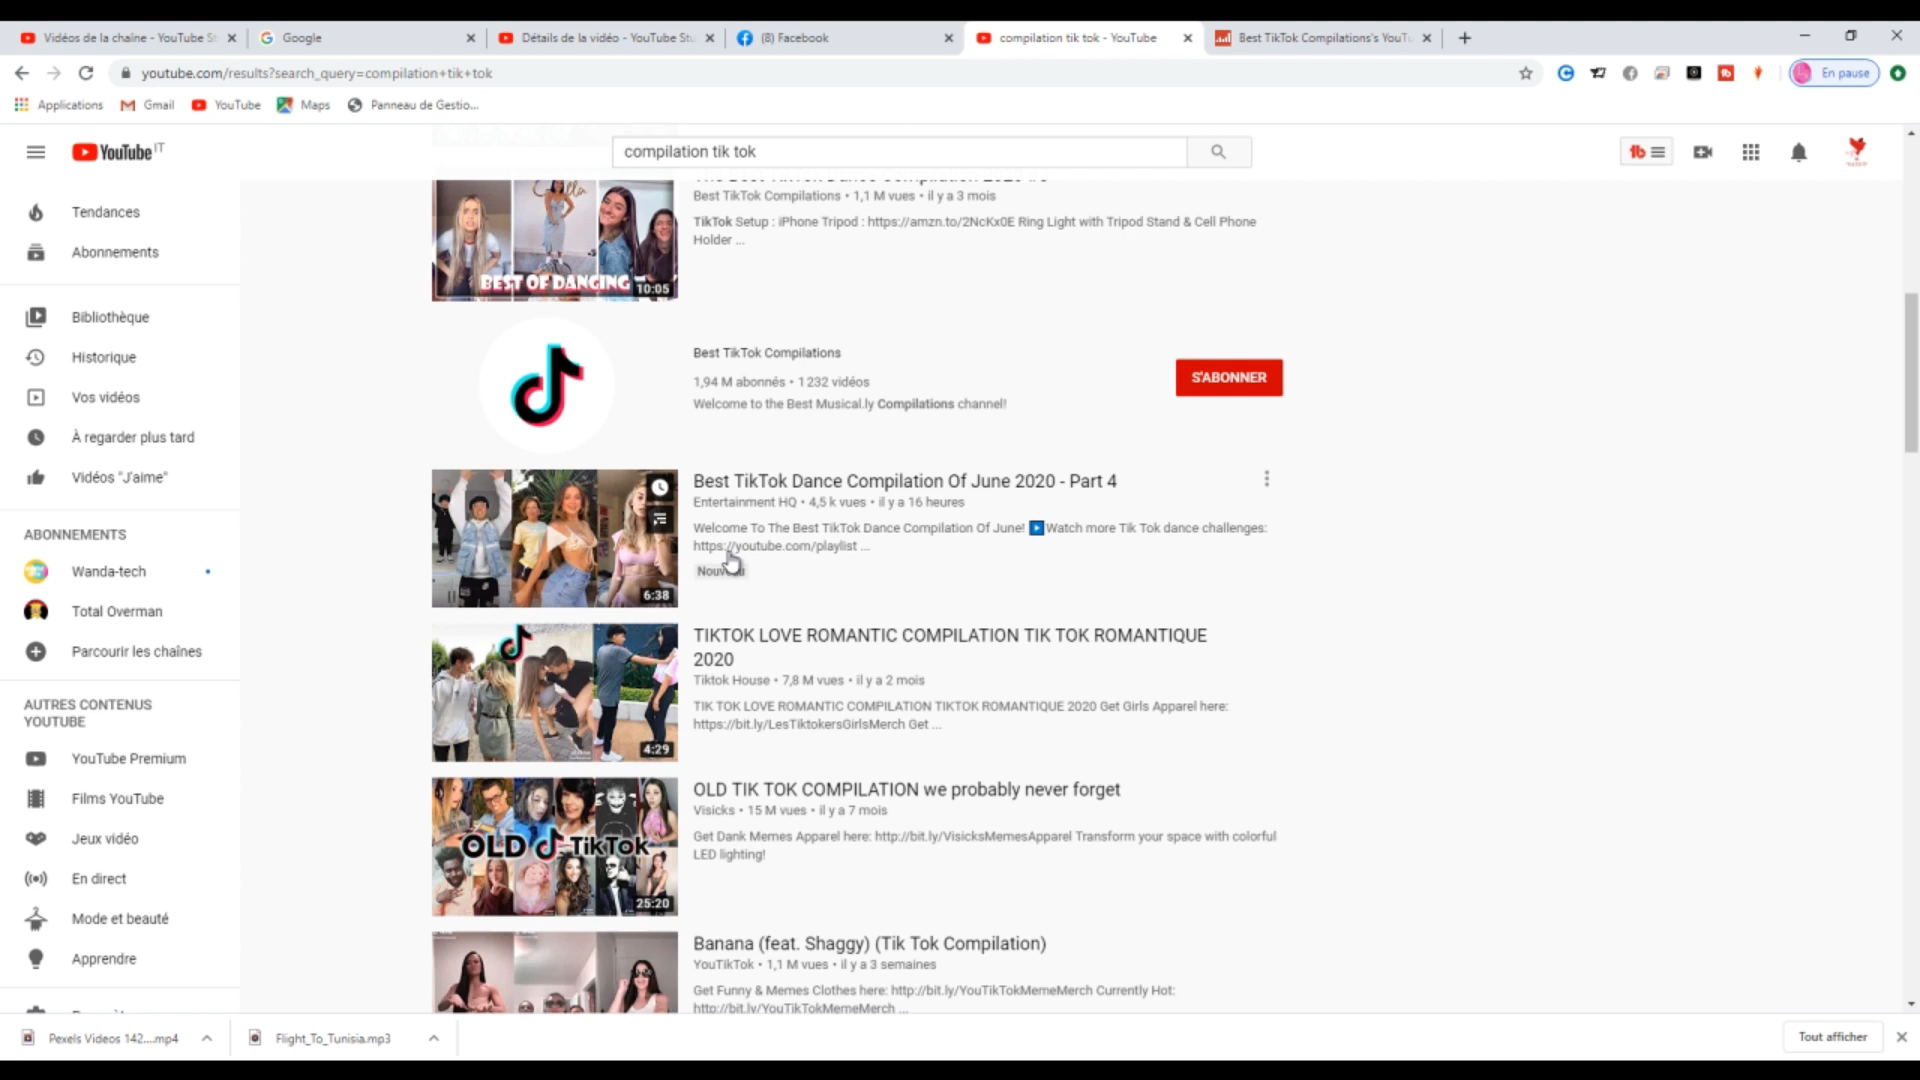 Vidéos de la chaîne - YouTube St
Google
Détails de la vidéo - YouTube Stu
(8) Facebook
compilation tik tok - YouTube
Best TikTok Compilations's YouTu
youtube.com/results?search_query=compilation+tik+tok
En pause
Applications
Gmail
YouTube
Maps
Panneau de Gestio...
YouTube IT
compilation tik tok
Tendances
Abonnements
Bibliothèque
Historique
Vos vidéos
À regarder plus tard
Vidéos "J'aime"
ABONNEMENTS
Wanda-tech
Total Overman
Parcourir les chaînes
AUTRES CONTENUS
YOUTUBE
YouTube Premium
Films YouTube
Jeux vidéo
En direct
Mode et beauté
Apprendre
BEST OF DANCING
10:05
Best TikTok Compilations • 1,1 M vues • il y a 3 mois
TikTok Setup : iPhone Tripod : https://amzn.to/2NcKx0E Ring Light with Tripod Stand & Cell Phone
Holder ...
Best TikTok Compilations
1,94 M abonnés • 1 232 vidéos
Welcome to the Best Musical.ly Compilations channel!
S'ABONNER
6:38
Best TikTok Dance Compilation Of June 2020 - Part 4
Entertainment HQ • 4,5 k vues • il y a 16 heures
Welcome To The Best TikTok Dance Compilation Of June! ▶️Watch more Tik Tok dance challenges:
https://youtube.com/playlist ...
Nouveau
4:29
TIKTOK LOVE ROMANTIC COMPILATION TIK TOK ROMANTIQUE
2020
Tiktok House • 7,8 M vues • il y a 2 mois
TIK TOK LOVE ROMANTIC COMPILATION TIKTOK ROMANTIQUE 2020 Get Girls Apparel here:
https://bit.ly/LesTiktokersGirlsMerch Get ...
OLD TikTok
25:20
OLD TIK TOK COMPILATION we probably never forget
Visicks • 15 M vues • il y a 7 mois
Get Dank Memes Apparel here: http://bit.ly/VisicksMemesApparel Transform your space with colorful
LED lighting!
Banana (feat. Shaggy) (Tik Tok Compilation)
YouTikTok • 1,1 M vues • il y a 3 semaines
Get Funny & Memes Clothes here: http://bit.ly/YouTikTokMemeMerch Currently Hot:
http://bit.ly/YouTikTokMemeMerch ...
Pexels Videos 142....mp4
Flight_To_Tunisia.mp3
Tout afficher